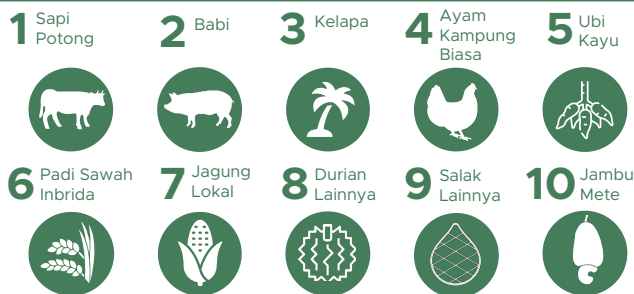 1 Sapi
Potong
2 Babi
3 Kelapa
4 Ayam
Kampung
Biasa
5 Ubi
Kayu
6 Padi Sawah
Inbrida
7 Jagung
Lokal
8 Durian
Lainnya
9 Salak
Lainnya
10 Jambu
Mete